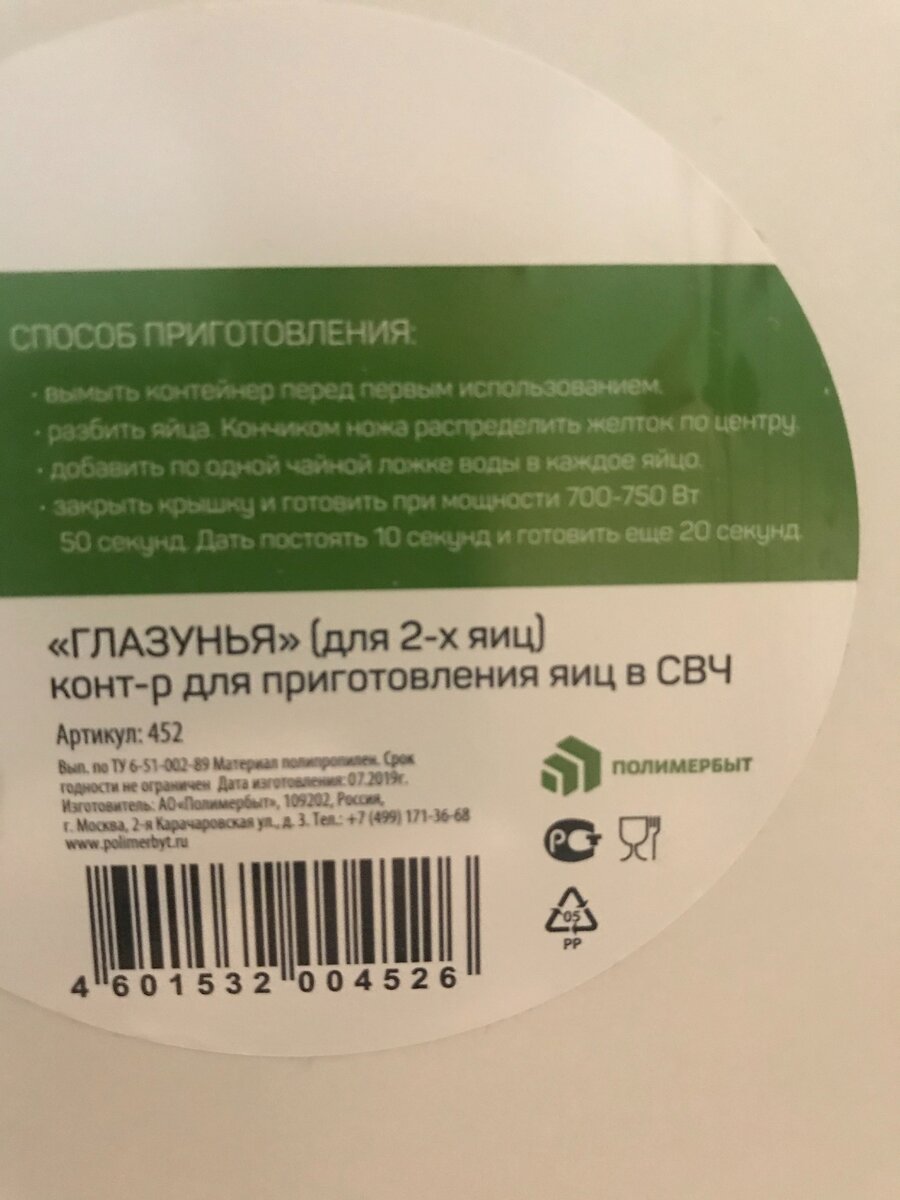 СПОСОБ ПРИГОТОВЛЕНИЯ:
• вымыть контейнер перед первым использованием.
• разбить яйца. Кончиком ножа распределить желток по центру.
• добавить по одной чайной ложке воды в каждое яйцо.
• закрыть крышку и готовить при мощности 700-750 Вт
50 секунд. Дать постоять 10 секунд и готовить еще 20 секунд.
«ГЛАЗУНЬЯ» (для 2-х яиц)
конт-р для приготовления яиц в СВЧ
Артикул: 452
Вып. по ТУ 6-51-002-89 Материал полипропилен. Срок
годности не ограничен Дата изготовления: 07.2019г.
Изготовитель: АО«Полимербыт», 109202, Россия,
г. Москва, 2-я Карачаровская ул., д. 3. Тел.: +7 (499) 171-36-68
www.polimerbyt.ru
ПОЛИМЕРБЫТ
РСТ
05
PP
4 601532 004526